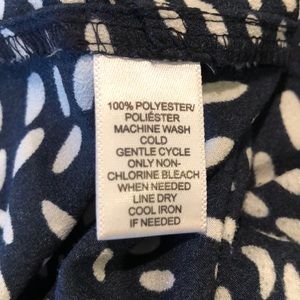 100% POLYESTER/
POLIÉSTER
MACHINE WASH
COLD
GENTLE CYCLE
ONLY NON-
CHLORINE BLEACH
WHEN NEEDED
LINE DRY
COOL IRON
IF NEEDED